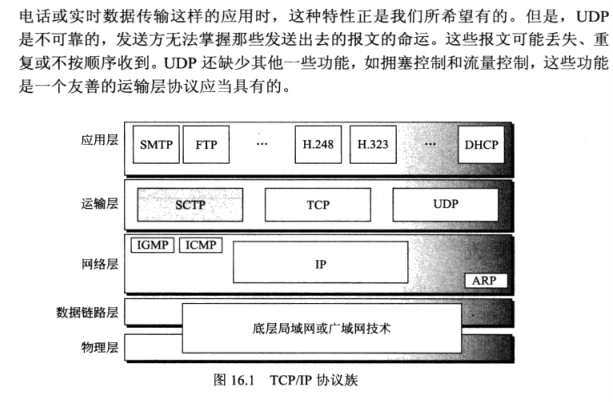 电话或实时数据传输这样的应用时，这种特性正是我们所希望有的。但是，UDP
是不可靠的，发送方无法掌握那些发送出去的报文的命运。这些报文可能丢失、重
复或不按顺序收到。UDP 还缺少其他一些功能，如拥塞控制和流量控制，这些功能
是一个友善的运输层协议应当具有的。
应用层 SMTP FTP … H.248 H.323 … DHCP
运输层 SCTP TCP UDP
IGMP ICMP
网络层 IP
ARP
数据链路层
底层局域网或广域网技术
物理层
图 16.1 TCP/IP 协议族